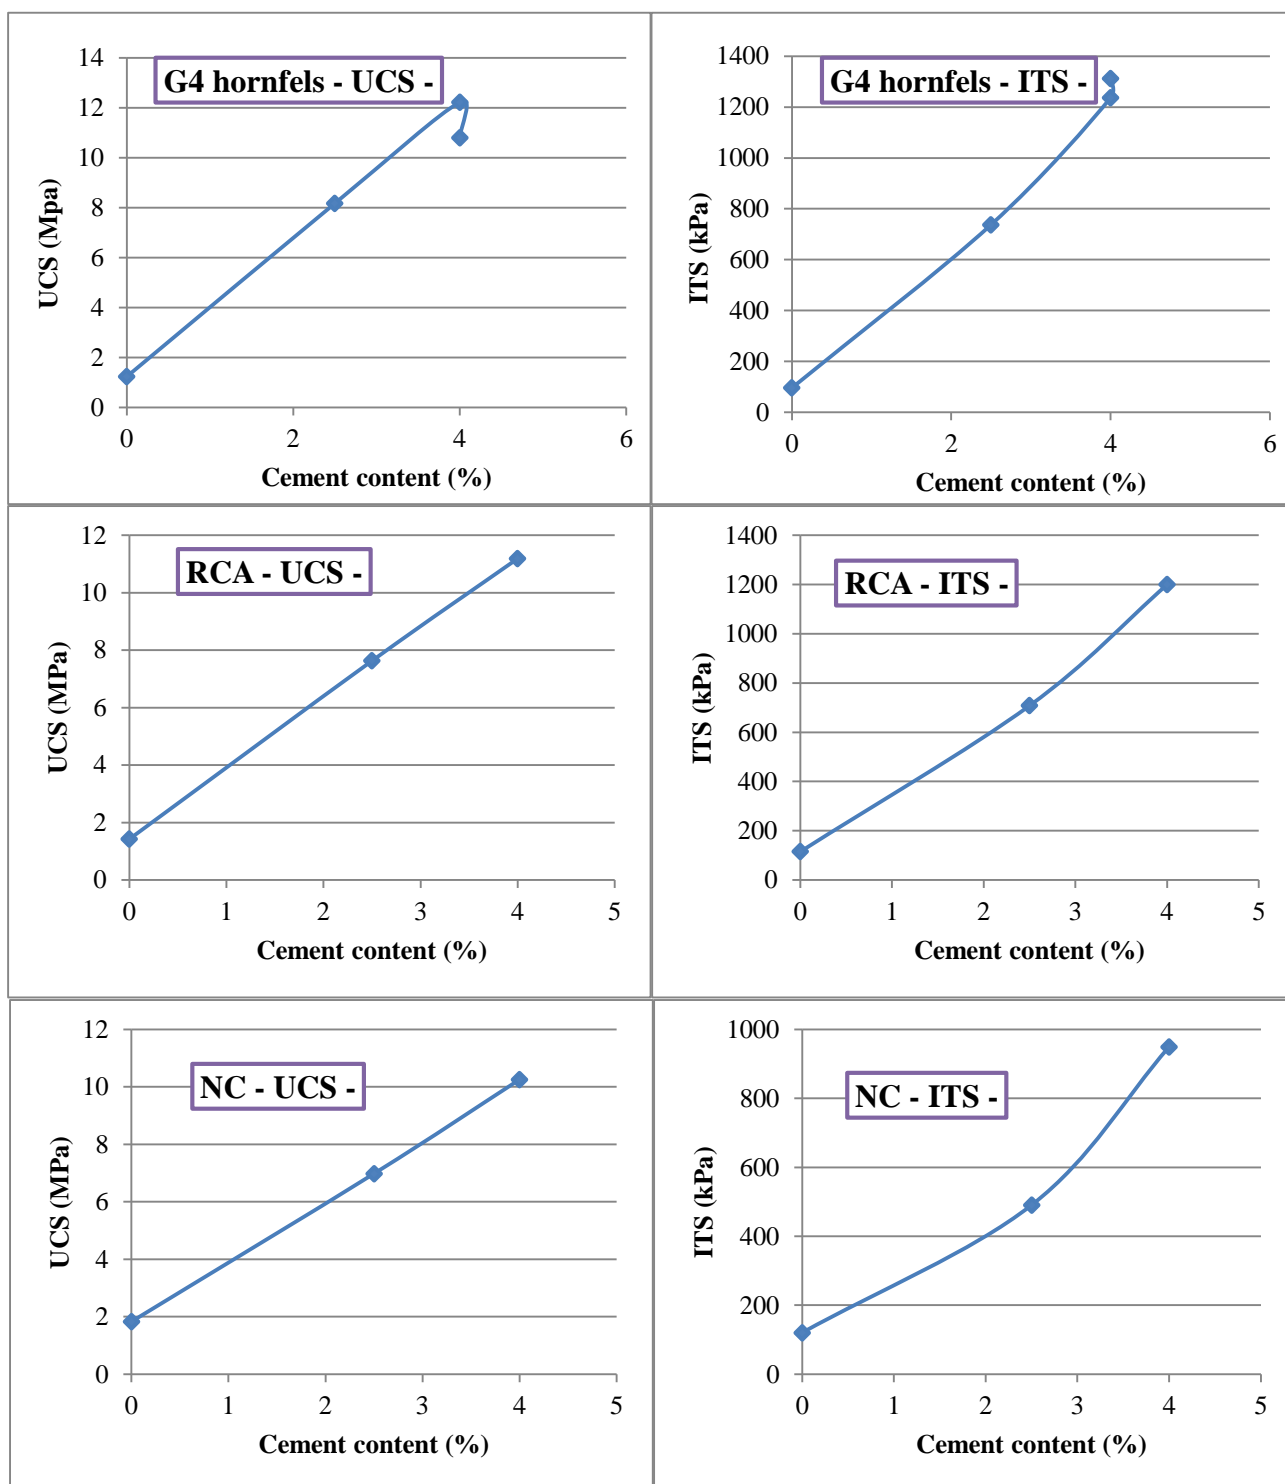 G4 hornfels - UCS -
UCS (Mpa)
14
12
10
8
6
4
2
0
0 2 4 6
Cement content (%)
G4 hornfels - ITS -
ITS (kPa)
1400
1200
1000
800
600
400
200
0
0 2 4 6
Cement content (%)
RCA - UCS -
UCS (MPa)
12
10
8
6
4
2
0
0 1 2 3 4 5
Cement content (%)
RCA - ITS -
ITS (kPa)
1400
1200
1000
800
600
400
200
0
0 1 2 3 4 5
Cement content (%)
NC - UCS -
UCS (MPa)
12
10
8
6
4
2
0
0 1 2 3 4 5
Cement content (%)
NC - ITS -
ITS (kPa)
1000
800
600
400
200
0
0 1 2 3 4 5
Cement content (%)